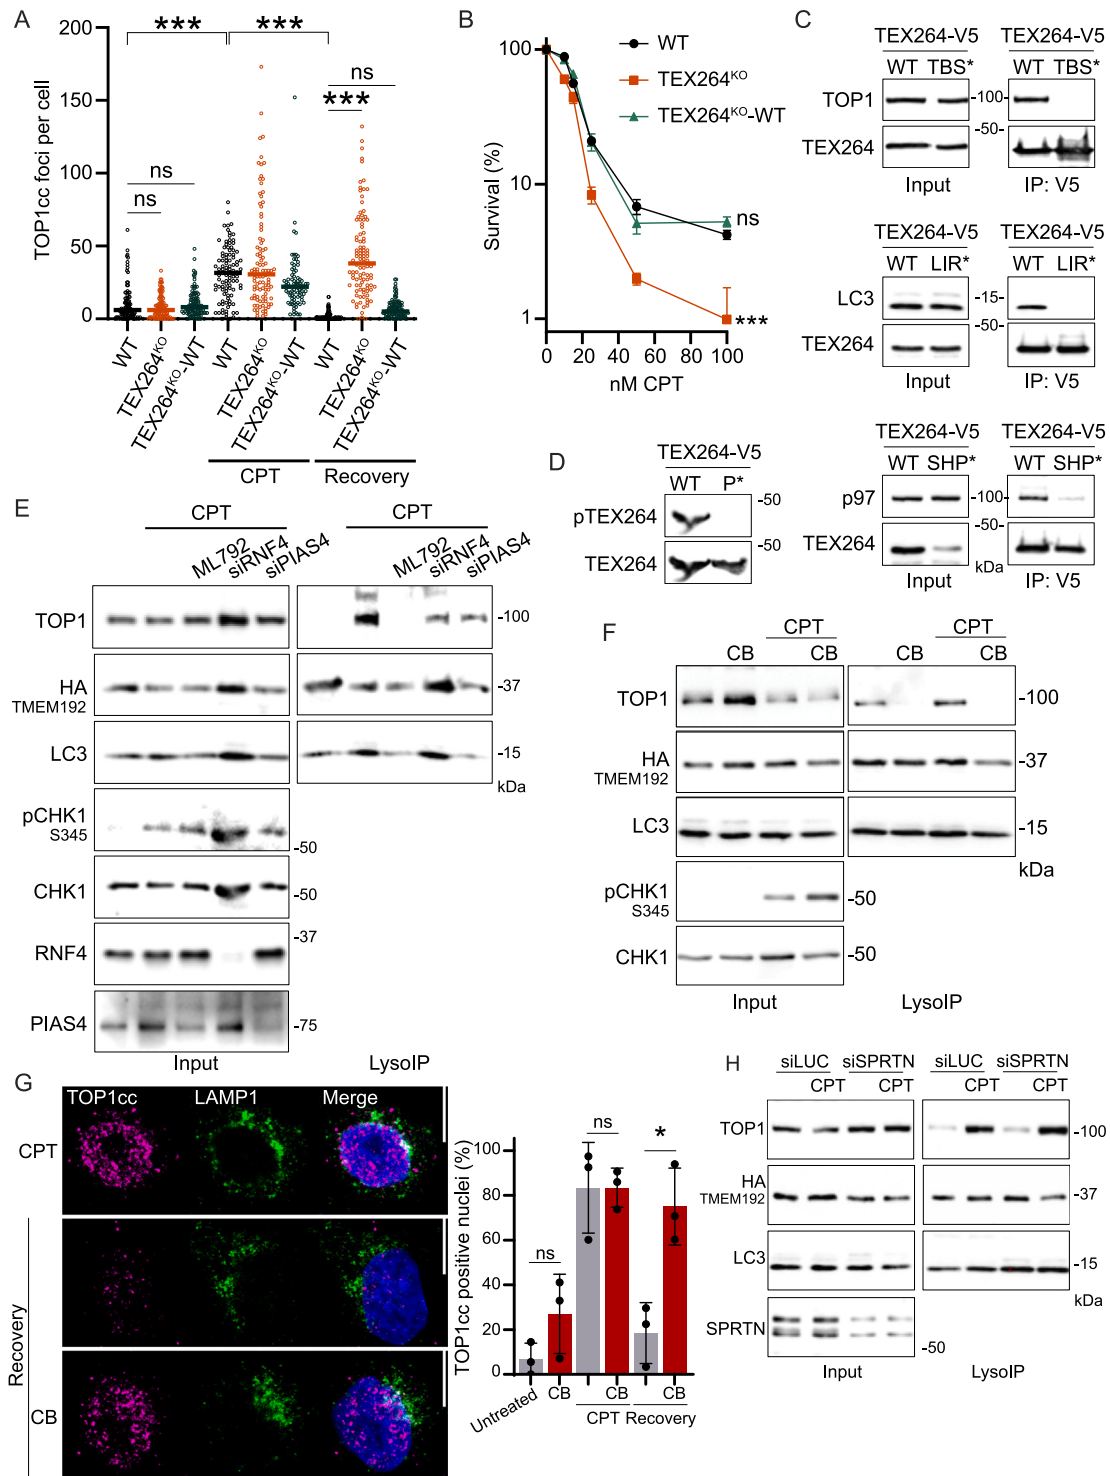 A
TOP1cc foci per cell
200
150
100
50
0
***
***
ns
***
ns
ns
WT
TEX264KO
TEX264KO-WT
WT
TEX264KO
TEX264KO-WT
WT
TEX264KO
TEX264KO-WT
CPT
Recovery
B
Survival (%)
100
10
1
WT
TEX264KO
TEX264KO-WT
ns
***
0 20 40 60 80 100
nM CPT
C
TEX264-V5 TEX264-V5
WT TBS* WT TBS*
TOP1 -100
50-
TEX264
Input IP: V5
TEX264-V5 TEX264-V5
WT LIR* WT LIR*
LC3 -15
-50
TEX264
Input IP: V5
TEX264-V5 TEX264-V5
WT SHP* WT SHP*
p97 -100-
-50
TEX264
kDa
Input IP: V5
D
TEX264-V5
WT P*
pTEX264 -50
TEX264 -50
E
CPT CPT
ML792 siRNF4 siPIAS4 ML792 siRNF4 siPIAS4
TOP1 -100
HA -37
TMEM192
LC3 -15
kDa
pCHK1
S345 -50
CHK1 -50
RNF4 -37
PIAS4 -75
Input LysoIP
F
CPT CPT
CB CB CB CB
TOP1 -100
HA -37
TMEM192
LC3 -15
kDa
pCHK1 -50
S345
CHK1 -50
Input LysoIP
G
TOP1cc LAMP1 Merge
CPT
Recovery
CB
TOP1cc positive nuclei (%)
100
80
60
40
20
0
ns
ns
*
Untreated CB CB CB
CPT Recovery
H
siLUC siSPRTN siLUC siSPRTN
CPT CPT CPT CPT
TOP1 -100
HA -37
TMEM192
LC3 -15
kDa
SPRTN -50
Input LysoIP